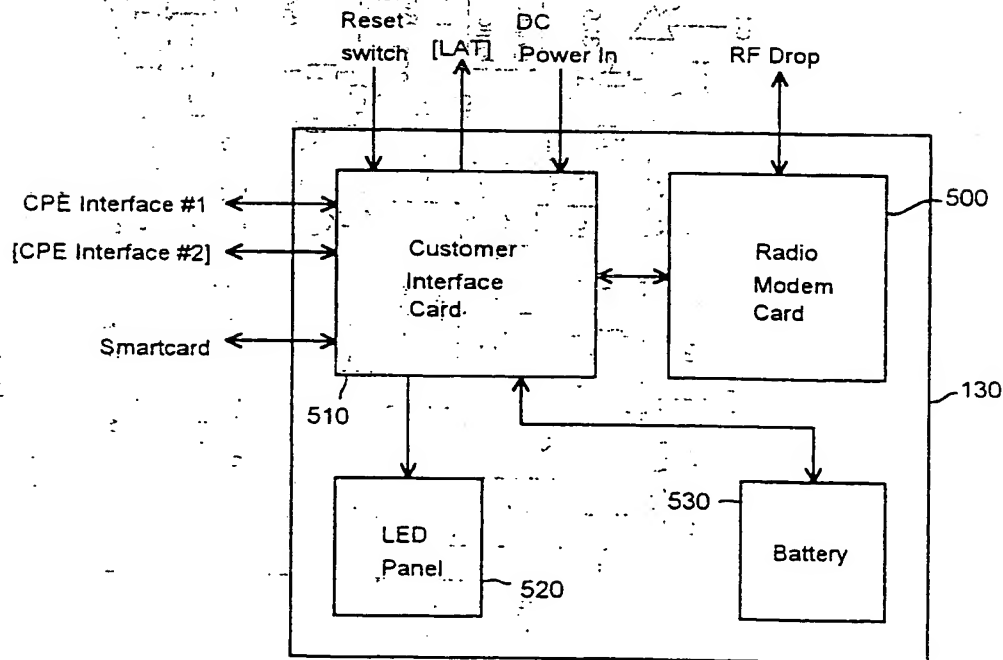 Reset
switch
[LAT]
DC
Power In
RF Drop
CPE Interface #1
[CPE Interface #2]
Smartcard
Customer
Interface
Card
510
Radio
Modem
Card
500
130
LED
Panel
520
530
Battery